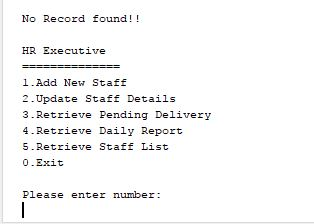 No Record found!!
HR Executive
==============
1.Add New Staff
2.Update Staff Details
3.Retrieve Pending Delivery
4.Retrieve Daily Report
5.Retrieve Staff List
0.Exit
Please enter number: